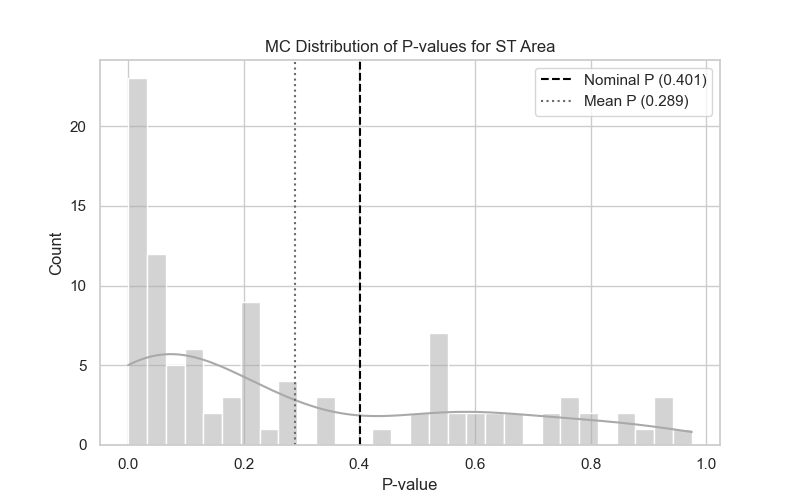 MC Distribution of P-values for ST Area
Nominal P (0.401)
Mean P (0.289)
Count
20
15
10
5
0
0.0 0.2 0.4 0.6 0.8 1.0
P-value